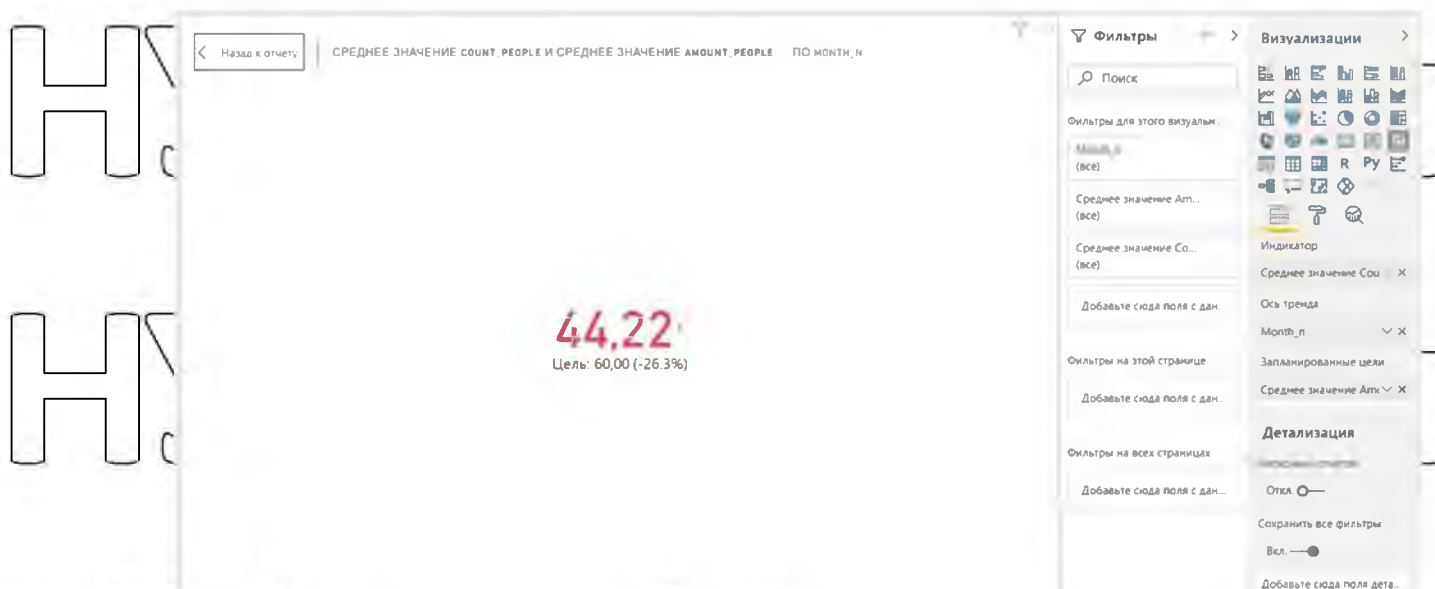 Назад к отчету
СРЕДНЕЕ ЗНАЧЕНИЕ COUNT_PEOPLE И СРЕДНЕЕ ЗНАЧЕНИЕ AMOUNT_PEOPLE ПО MONTH_N
44,22
Цель: 60,00 (-26.3%)
Фильтры
Поиск
Фильтры для этого визуальн...
Month_n
(все)
Среднее значение Am...
(все)
Среднее значение Co...
(все)
Добавьте сюда поля с дан...
Фильтры на этой странице
Добавьте сюда поля с дан...
Фильтры на всех страницах
Добавьте сюда поля с дан...
Визуализации
R Py
Индикатор
Среднее значение Cou
Ось тренда
Month_n
Запланированные цели
Среднее значение Amo
Детализация
Откл.
Сохранить все фильтры
Вкл.
Добавьте сюда поля дета...